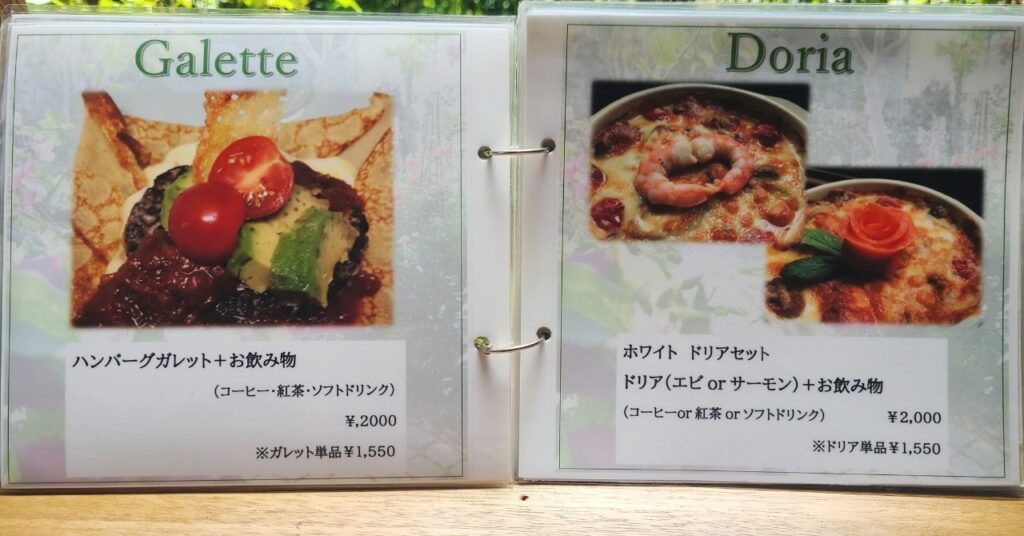 Galette
ハンバーグガレット＋お飲み物
（コーヒー・紅茶・ソフトドリンク）
¥,2000
※ガレット単品¥1,550
Doria
ホワイト ドリアセット
ドリア（エビ or サーモン）＋お飲み物
（コーヒーor 紅茶 or ソフトドリンク） ¥2,000
※ドリア単品¥1,550